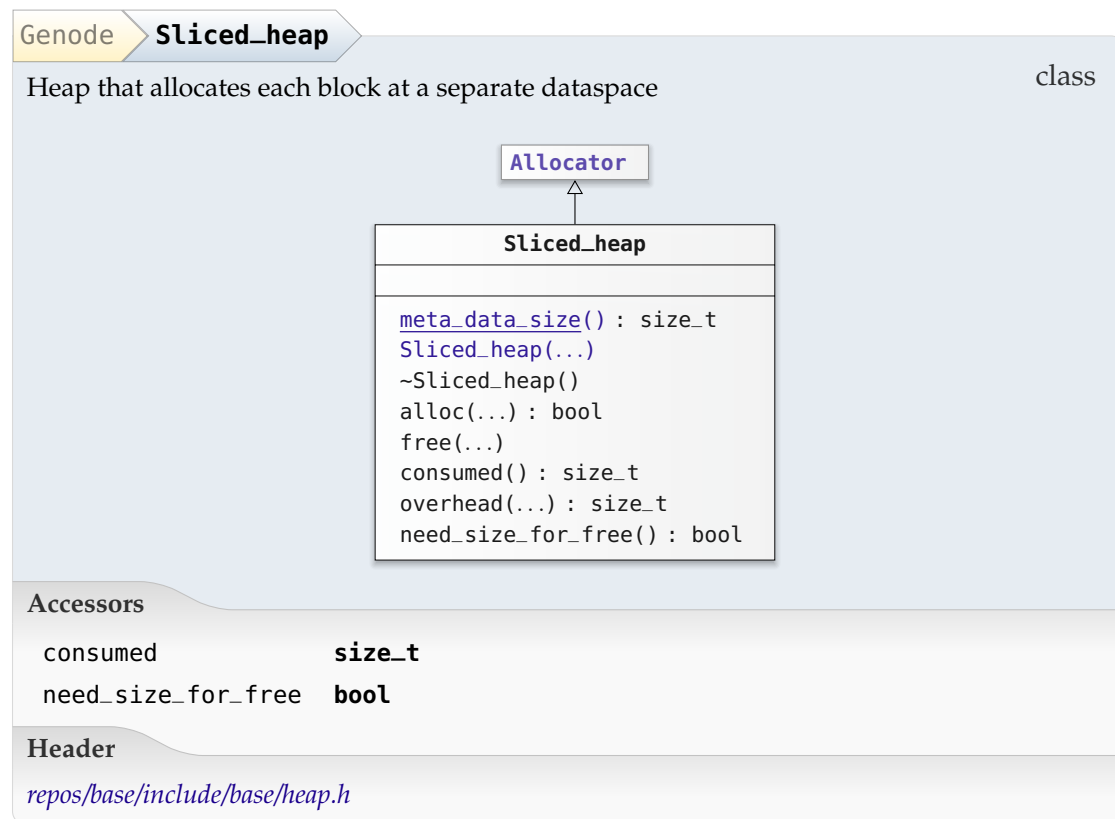 Genode Sliced_heap
Heap that allocates each block at a separate dataspace
class
Allocator
Sliced_heap
meta_data_size() : size_t
Sliced_heap(...)
~Sliced_heap()
alloc(...) : bool
free(...)
consumed() : size_t
overhead(...) : size_t
need_size_for_free() : bool
Accessors
consumed size_t
need_size_for_free bool
Header
repos/base/include/base/heap.h